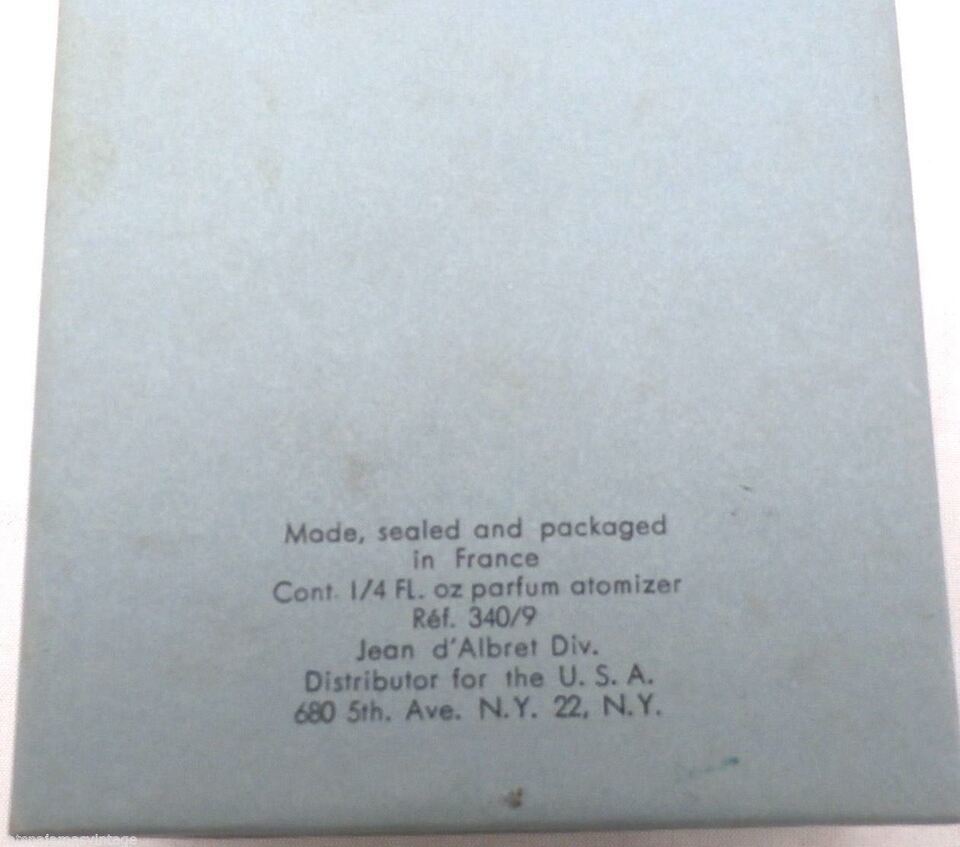 Made, sealed and packaged
in France
Cont. 1/4 FL. oz parfum atomizer
Réf. 340/9
Jean d'Albret Div.
Distributor for the U. S. A.
680 5th. Ave. N.Y. 22, N.Y.